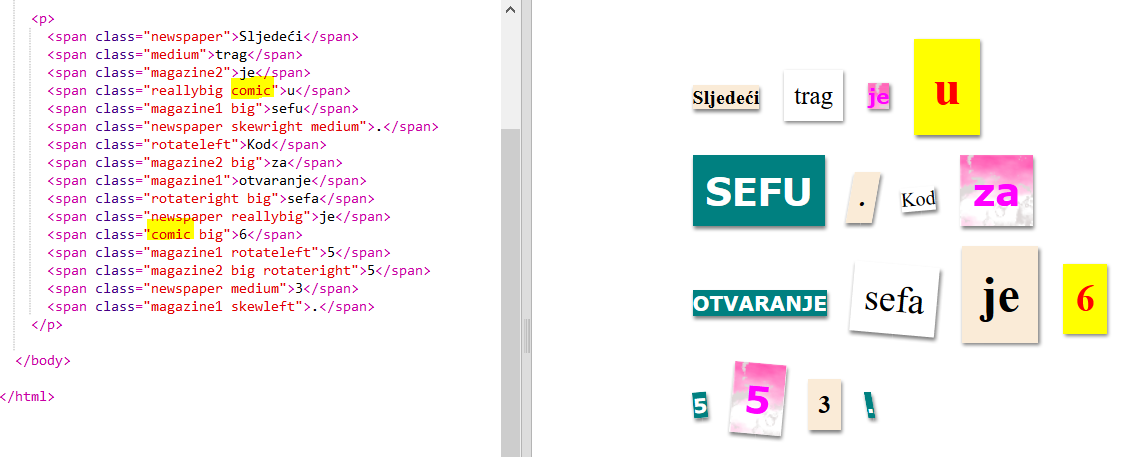 <p>
<span class="newspaper">Sljedeći</span>
<span class="medium">trag</span>
<span class="magazine2">je</span>
<span class="reallybig comic">u</span>
<span class="magazine1 big">sefu</span>
<span class="newspaper skewright medium">.</span>
<span class="rotateleft">Kod</span>
<span class="magazine2 big">za</span>
<span class="magazine1">otvaranje</span>
<span class="rotateright big">sefa</span>
<span class="newspaper reallybig">je</span>
<span class="comic big">6</span>
<span class="magazine1 rotateleft">5</span>
<span class="magazine2 big rotateright">5</span>
<span class="newspaper medium">3</span>
<span class="magazine1 skewleft">.</span>
</p>
</body>
</html>
Sljedeći trag je u
SEFU . Kod za
OTVARANJE sefa je 6
5 5 3 .